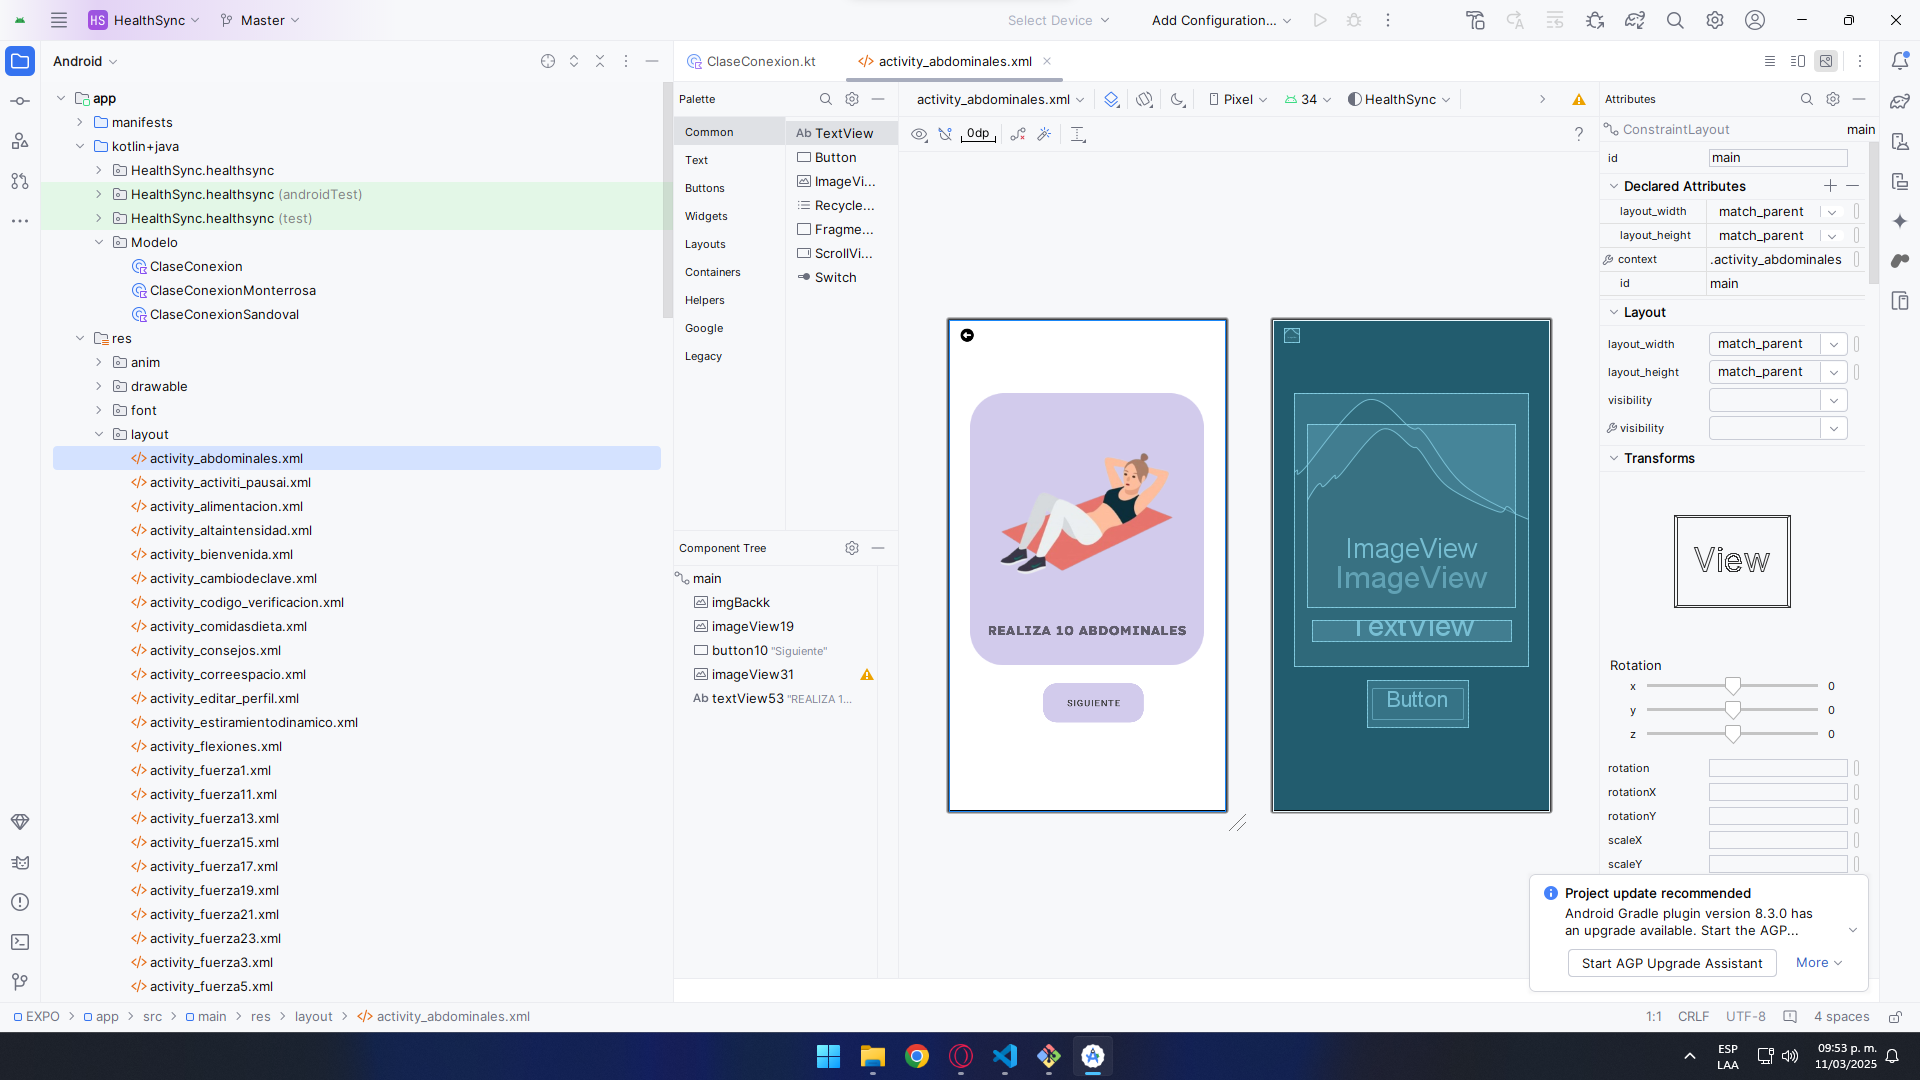 HS HealthSync Master Select Device Add Configuration...
Android
ClaseConexion.kt activity_abdominales.xml
app
manifests
kotlin+java
HealthSync.healthsync
HealthSync.healthsync (androidTest)
HealthSync.healthsync (test)
Modelo
ClaseConexion
ClaseConexionMonterrosa
ClaseConexionSandoval
res
anim
drawable
font
layout
activity_abdominales.xml
activity_activiti_pausai.xml
activity_alimentacion.xml
activity_altaintensidad.xml
activity_bienvenida.xml
activity_cambiodeclave.xml
activity_codigo_verificacion.xml
activity_comidasdieta.xml
activity_consejos.xml
activity_correespacio.xml
activity_editar_perfil.xml
activity_estiramientodinamico.xml
activity_flexiones.xml
activity_fuerza1.xml
activity_fuerza11.xml
activity_fuerza13.xml
activity_fuerza15.xml
activity_fuerza17.xml
activity_fuerza19.xml
activity_fuerza21.xml
activity_fuerza23.xml
activity_fuerza3.xml
activity_fuerza5.xml
Palette
Common
Text
Buttons
Widgets
Layouts
Containers
Helpers
Google
Legacy
Ab TextView
Button
ImageVi...
Recycle...
Fragme...
ScrollVi...
Switch
Component Tree
main
imgBackk
imageView19
button10 "Siguiente"
imageView31
Ab textView53 "REALIZA 1...
activity_abdominales.xml Pixel 34 HealthSync
0dp ?
REALIZA 10 ABDOMINALES
SIGUIENTE
ImageView
ImageView
TextView
Button
Attributes
ConstraintLayout main
id main
Declared Attributes
layout_width match_parent
layout_height match_parent
context .activity_abdominales
id main
Layout
layout_width match_parent
layout_height match_parent
visibility
visibility
Transforms
View
Rotation
x 0
y 0
z 0
rotation
rotationX
rotationY
scaleX
scaleY
Project update recommended
Android Gradle plugin version 8.3.0 has
an upgrade available. Start the AGP...
Start AGP Upgrade Assistant More
EXPO > app > src > main > res > layout > activity_abdominales.xml
1:1 CRLF UTF-8 4 spaces
ESP
LAA
09:53 p. m.
11/03/2025